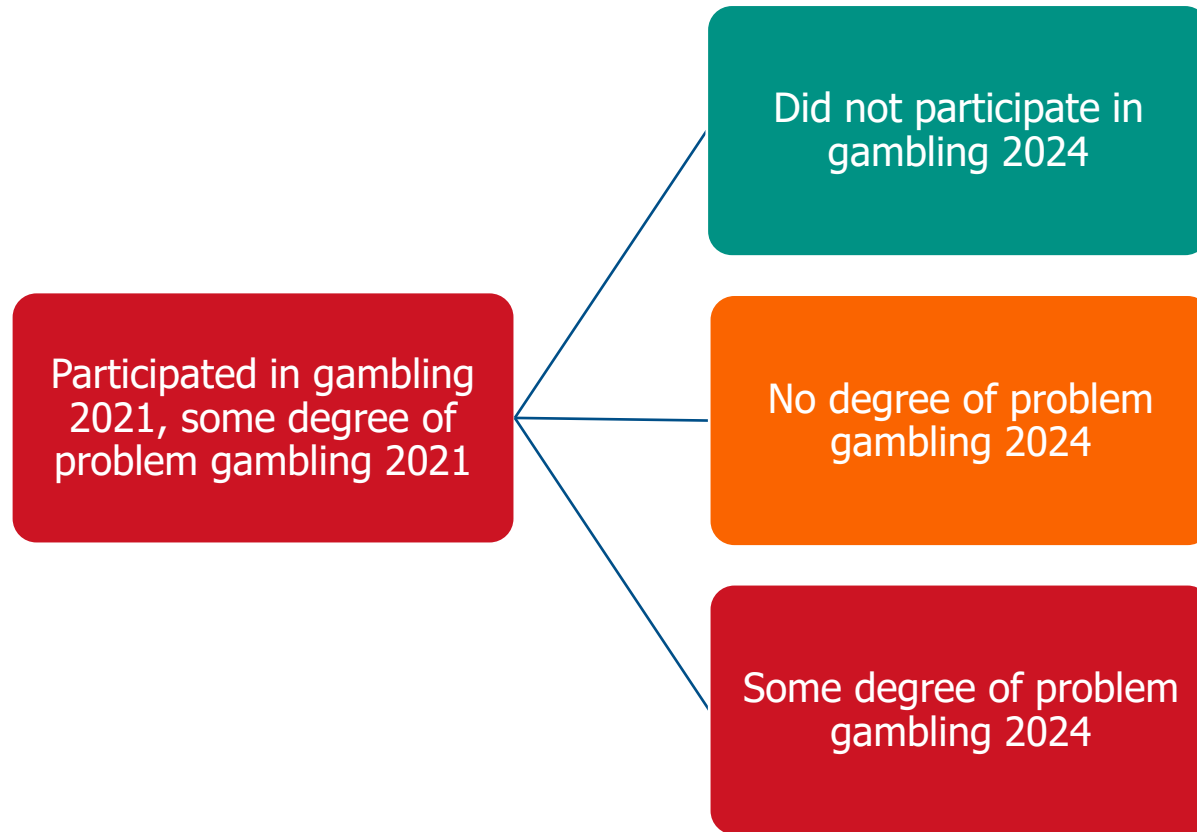 Did not participate in
gambling 2024
Participated in gambling
2021, some degree of
problem gambling 2021
No degree of problem
gambling 2024
Some degree of problem
gambling 2024